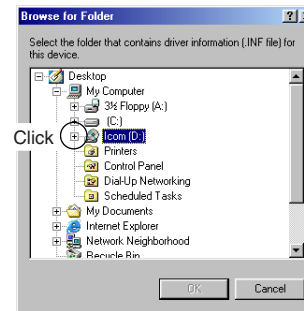 Browse for Folder
Select the folder that contains driver information (.INF file) for
this device.
Desktop
My Computer
3½ Floppy (A:)
(C:)
Click
Icom (D:)
Printers
Control Panel
Dial-Up Networking
Scheduled Tasks
My Documents
Internet Explorer
Network Neighborhood
Recycle Bin
OK
Cancel